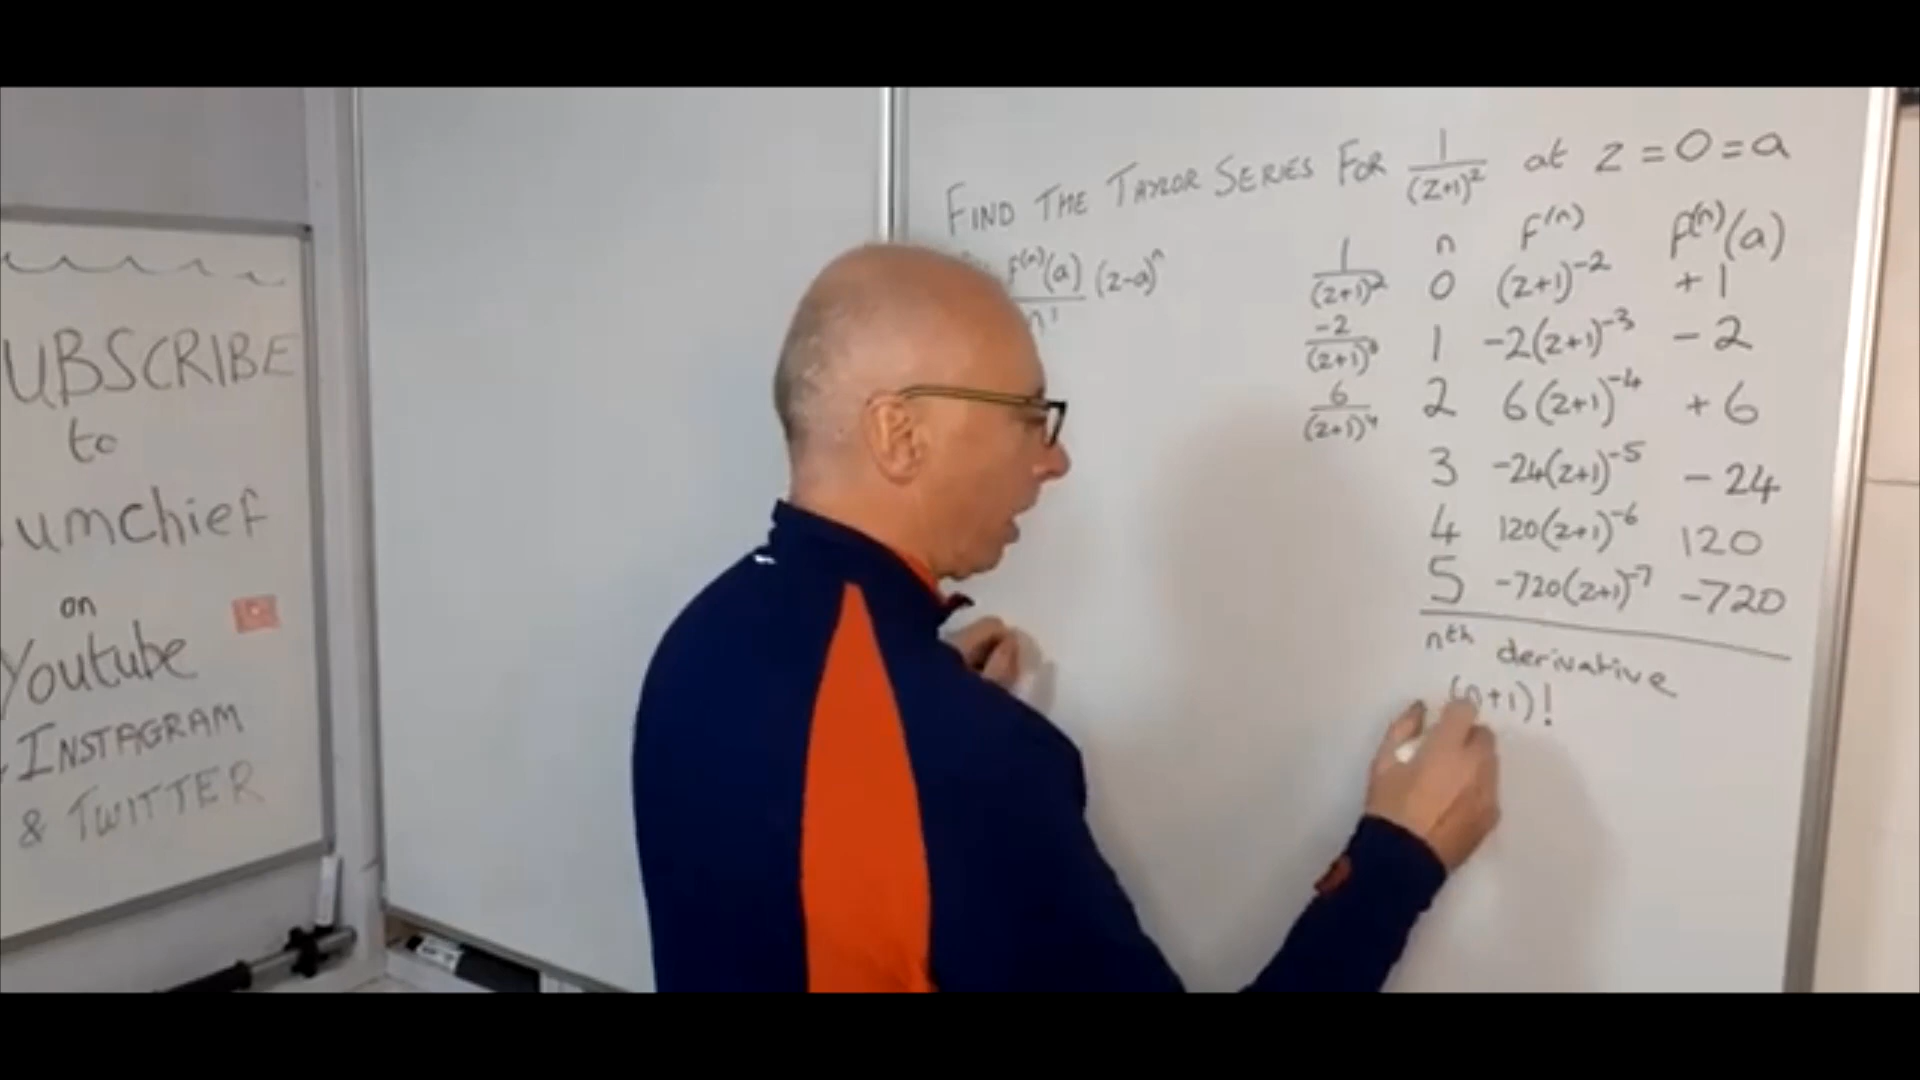 UBSCRIBE
to
umchief
on
Youtube
INSTAGRAM
& TWITTER
FIND THE TAYLOR SERIES FOR 1/(z+1)² at z = 0 = a
F⁽ⁿ⁾(a)/n! (z-a)ⁿ
n F⁽ⁿ⁾ F⁽ⁿ⁾(a)
1/(z+1)² 0 (z+1)⁻² +1
-2/(z+1)³ 1 -2(z+1)⁻³ -2
6/(z+1)⁴ 2 6(z+1)⁻⁴ +6
3 -24(z+1)⁻⁵ -24
4 120(z+1)⁻⁶ 120
5 -720(z+1)⁻⁷ -720
nth derivative
(n+1)!